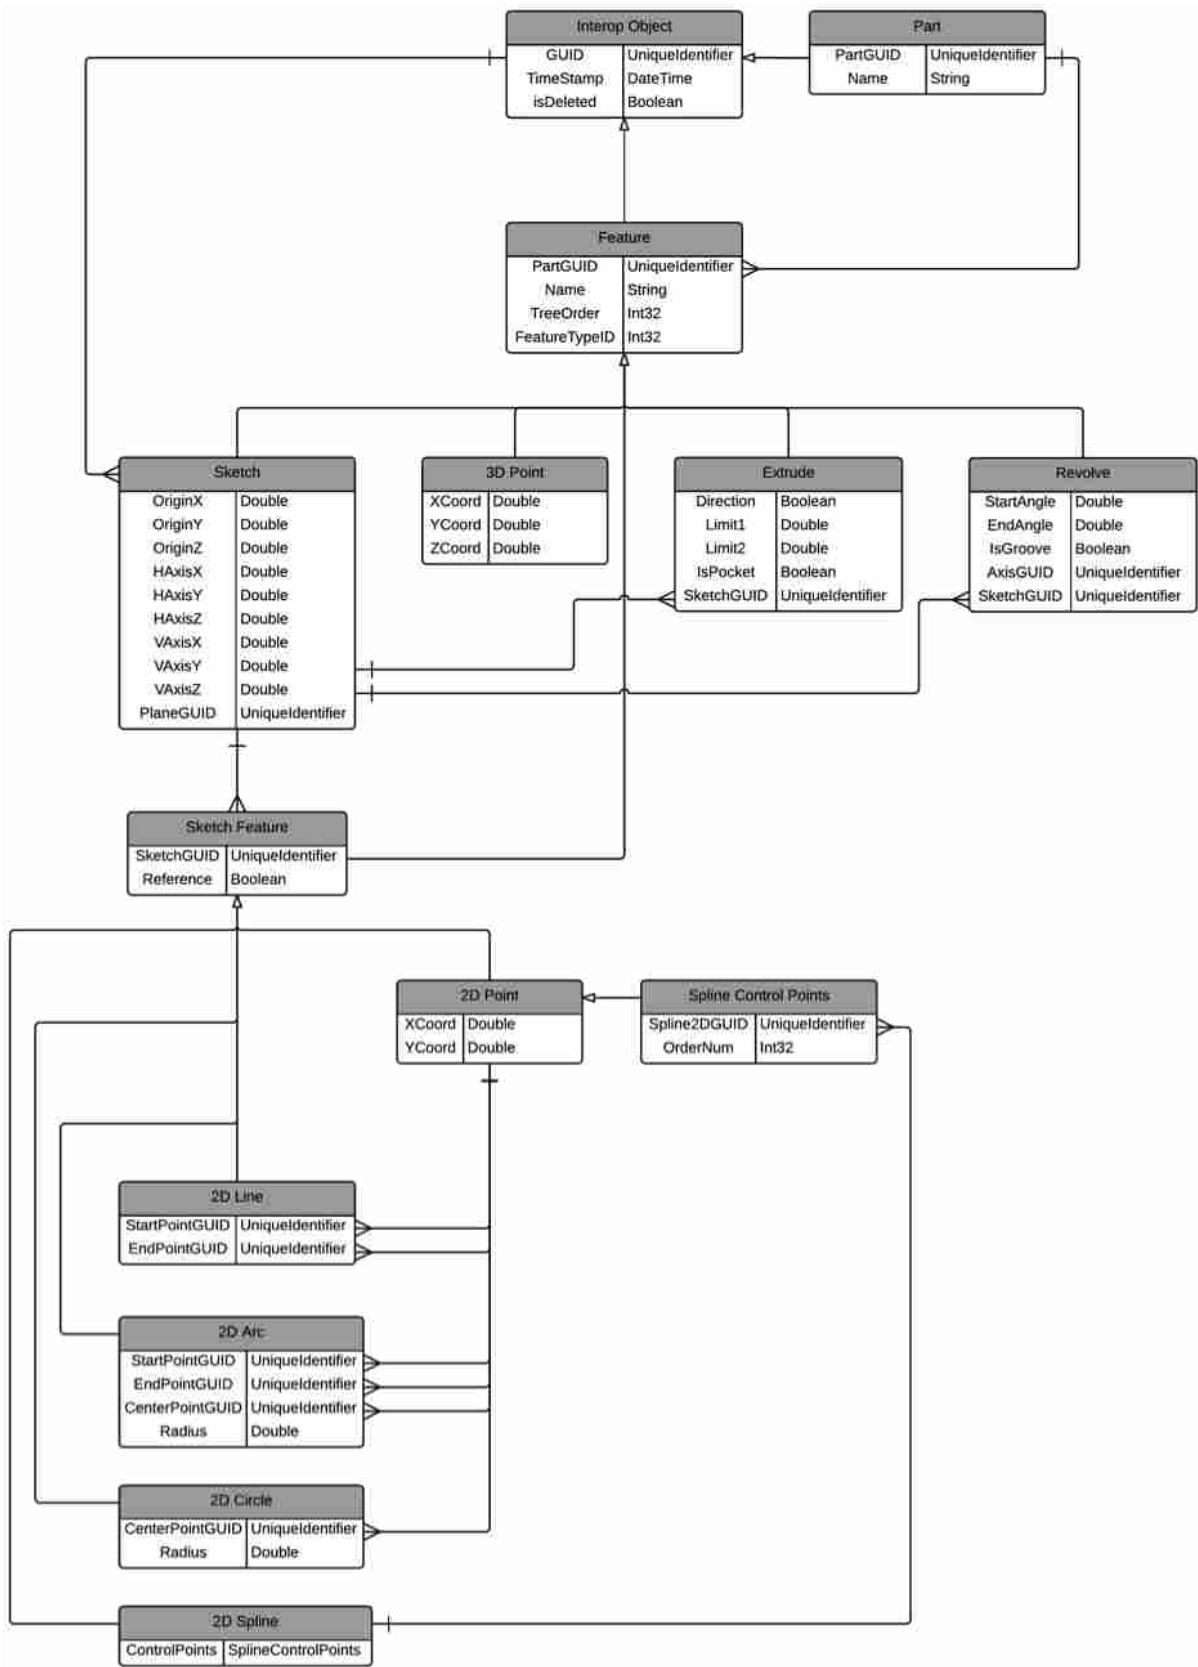 Interop Object
GUID UniqueIdentifier
TimeStamp DateTime
isDeleted Boolean
Part
PartGUID UniqueIdentifier
Name String
Feature
PartGUID UniqueIdentifier
Name String
TreeOrder Int32
FeatureTypeID Int32
Sketch
OriginX Double
OriginY Double
OriginZ Double
HAxisX Double
HAxisY Double
HAxisZ Double
VAxisX Double
VAxisY Double
VAxisZ Double
PlaneGUID UniqueIdentifier
3D Point
XCoord Double
YCoord Double
ZCoord Double
Extrude
Direction Boolean
Limit1 Double
Limit2 Double
IsPocket Boolean
SketchGUID UniqueIdentifier
Revolve
StartAngle Double
EndAngle Double
IsGroove Boolean
AxisGUID UniqueIdentifier
SketchGUID UniqueIdentifier
Sketch Feature
SketchGUID UniqueIdentifier
Reference Boolean
2D Point
XCoord Double
YCoord Double
Spline Control Points
Spline2DGUID UniqueIdentifier
OrderNum Int32
2D Line
StartPointGUID UniqueIdentifier
EndPointGUID UniqueIdentifier
2D Arc
StartPointGUID UniqueIdentifier
EndPointGUID UniqueIdentifier
CenterPointGUID UniqueIdentifier
Radius Double
2D Circle
CenterPointGUID UniqueIdentifier
Radius Double
2D Spline
ControlPoints SplineControlPoints